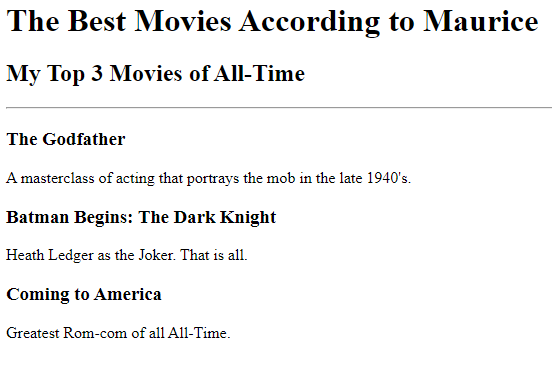 The Best Movies According to Maurice
My Top 3 Movies of All-Time
The Godfather
A masterclass of acting that portrays the mob in the late 1940's.
Batman Begins: The Dark Knight
Heath Ledger as the Joker. That is all.
Coming to America
Greatest Rom-com of all All-Time.